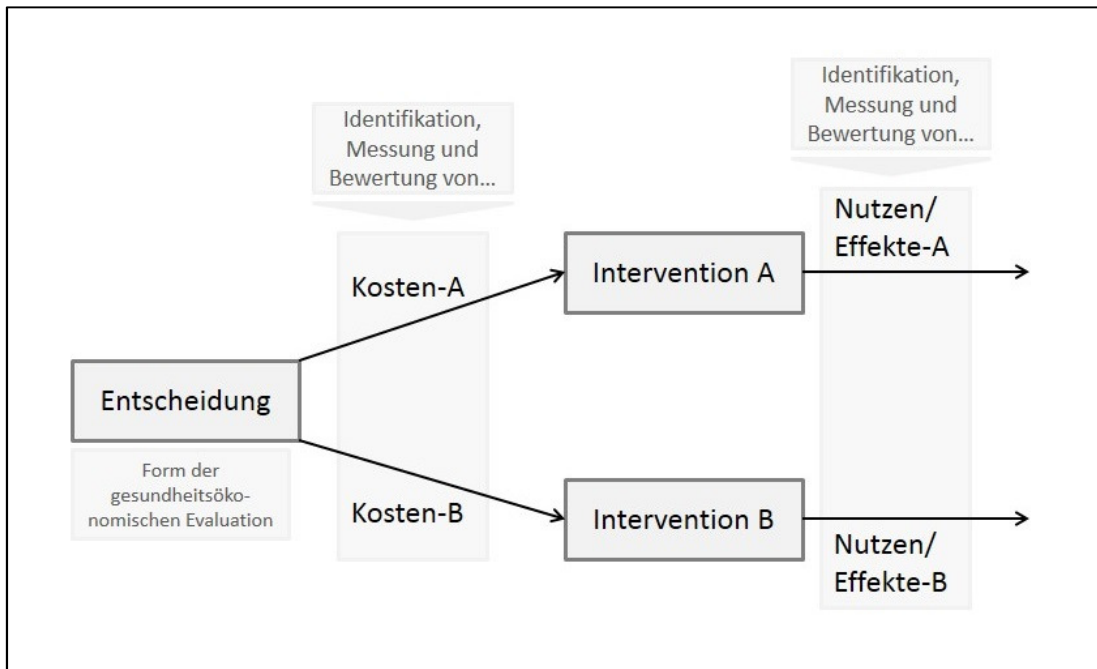 Identifikation,
Messung und
Bewertung von...
Identifikation,
Messung und
Bewertung von...
Nutzen/
Effekte-A
Kosten-A
Intervention A
Entscheidung
Form der
gesundheitsöko-
nomischen Evaluation
Kosten-B
Intervention B
Nutzen/
Effekte-B